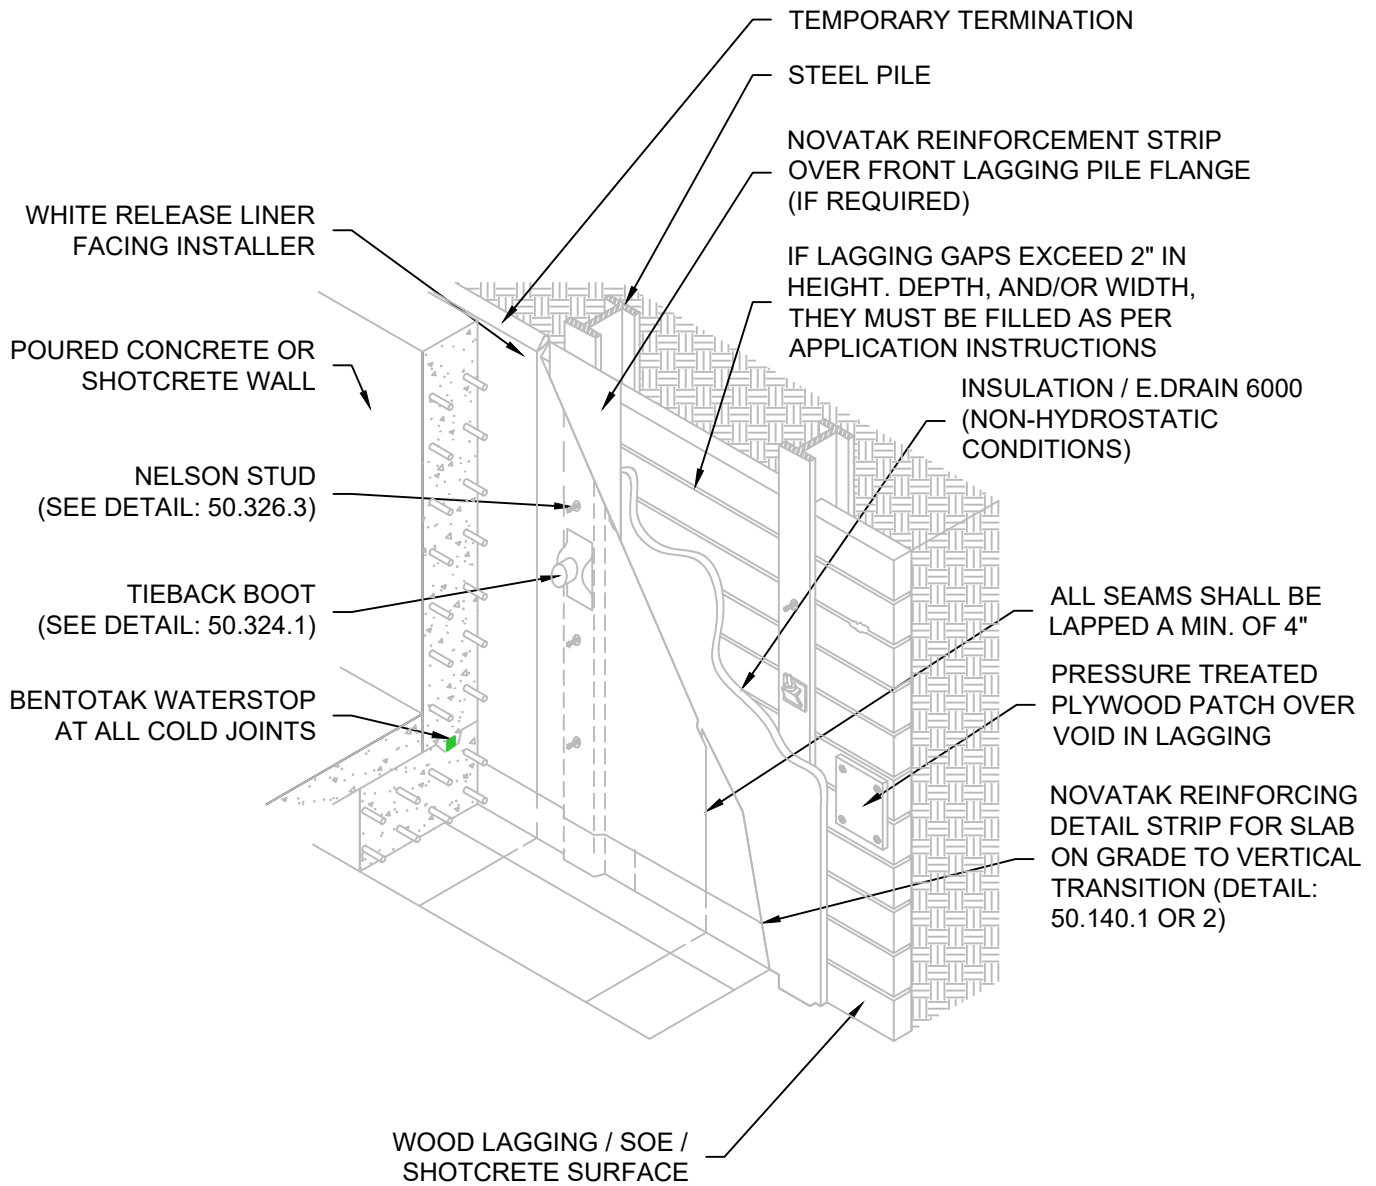 TEMPORARY TERMINATION
STEEL PILE
NOVATAK REINFORCEMENT STRIP
OVER FRONT LAGGING PILE FLANGE
(IF REQUIRED)
WHITE RELEASE LINER
FACING INSTALLER
IF LAGGING GAPS EXCEED 2" IN
HEIGHT. DEPTH, AND/OR WIDTH,
THEY MUST BE FILLED AS PER
APPLICATION INSTRUCTIONS
POURED CONCRETE OR
SHOTCRETE WALL
INSULATION / E.DRAIN 6000
(NON-HYDROSTATIC
CONDITIONS)
NELSON STUD
(SEE DETAIL: 50.326.3)
TIEBACK BOOT
(SEE DETAIL: 50.324.1)
ALL SEAMS SHALL BE
LAPPED A MIN. OF 4"
BENTOTAK WATERSTOP
AT ALL COLD JOINTS
PRESSURE TREATED
PLYWOOD PATCH OVER
VOID IN LAGGING
NOVATAK REINFORCING
DETAIL STRIP FOR SLAB
ON GRADE TO VERTICAL
TRANSITION (DETAIL:
50.140.1 OR 2)
WOOD LAGGING / SOE /
SHOTCRETE SURFACE